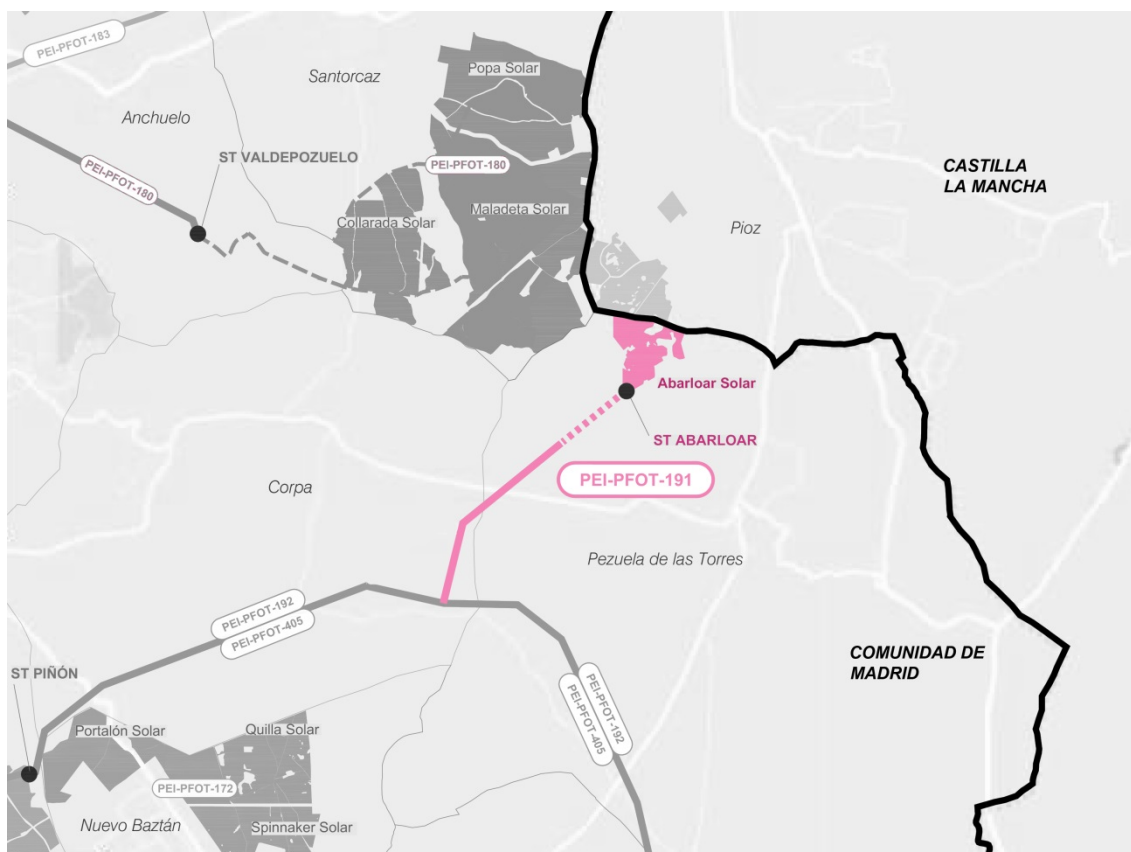 PEI-PFOT-183
Santorcaz
Popa Solar
Anchuelo
ST VALDEPOZUELO
PEI-PFOT-180
PEI-PFOT-180
CASTILLA
LA MANCHA
Collarada Solar
Maladeta Solar
Pioz
Abarloar Solar
ST ABARLOAR
PEI-PFOT-191
Corpa
Pezuela de las Torres
PEI-PFOT-192
PEI-PFOT-405
COMUNIDAD DE
MADRID
ST PIÑÓN
PEI-PFOT-192
PEI-PFOT-405
Portalón Solar
Quilla Solar
PEI-PFOT-172
Nuevo Baztán
Spinnaker Solar